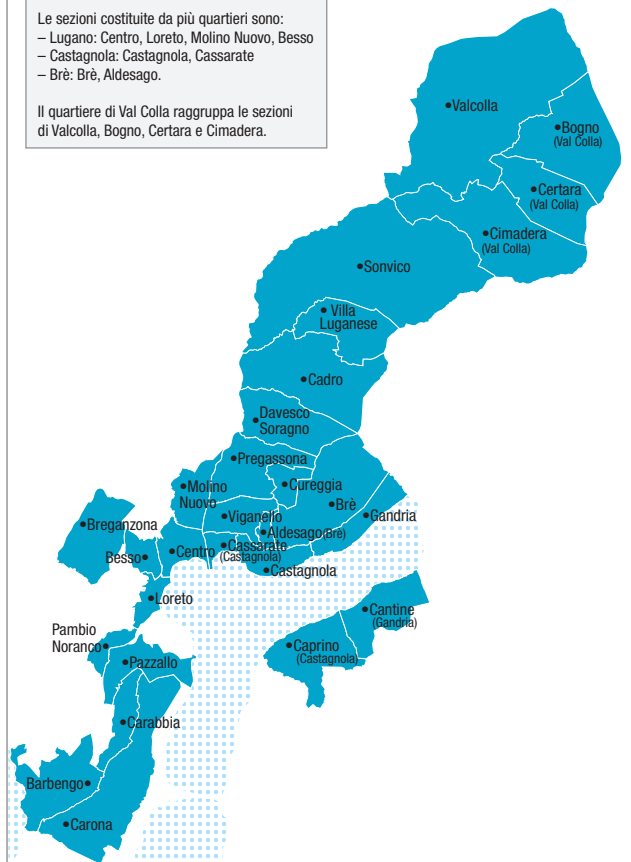 Le sezioni costituite da più quartieri sono:
– Lugano: Centro, Loreto, Molino Nuovo, Besso
– Castagnola: Castagnola, Cassarate
– Brè: Brè, Aldesago.
Il quartiere di Val Colla raggruppa le sezioni
di Valcolla, Bogno, Certara e Cimadera.
Valcolla
Bogno
(Val Colla)
Certara
(Val Colla)
Cimadera
(Val Colla)
Sonvico
Villa
Luganese
Cadro
Davesco
Soragno
Pregassona
Molino
Nuovo
Cureggia
Brè
Viganello
Gandria
Breganzona
Aldesago(Brè)
Besso
Centro
Cassarate
(Castagnola)
Castagnola
Loreto
Cantine
(Gandria)
Pambio
Noranco
Caprino
(Castagnola)
Pazzallo
Carabbia
Barbengo
Carona